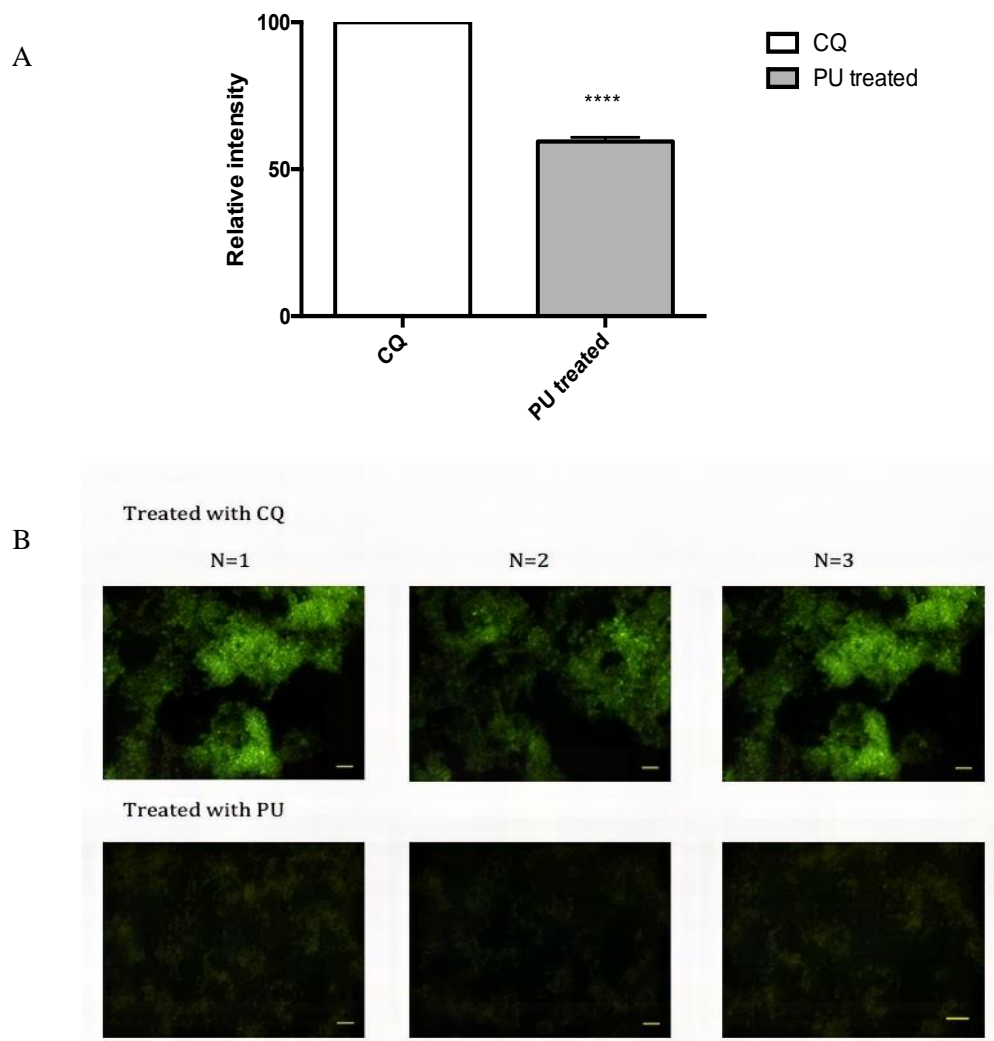 A
100
50
0
Relative intensity
****
CQ
PU treated
CQ
PU treated
B
Treated with CQ
N=1 N=2 N=3
Treated with PU